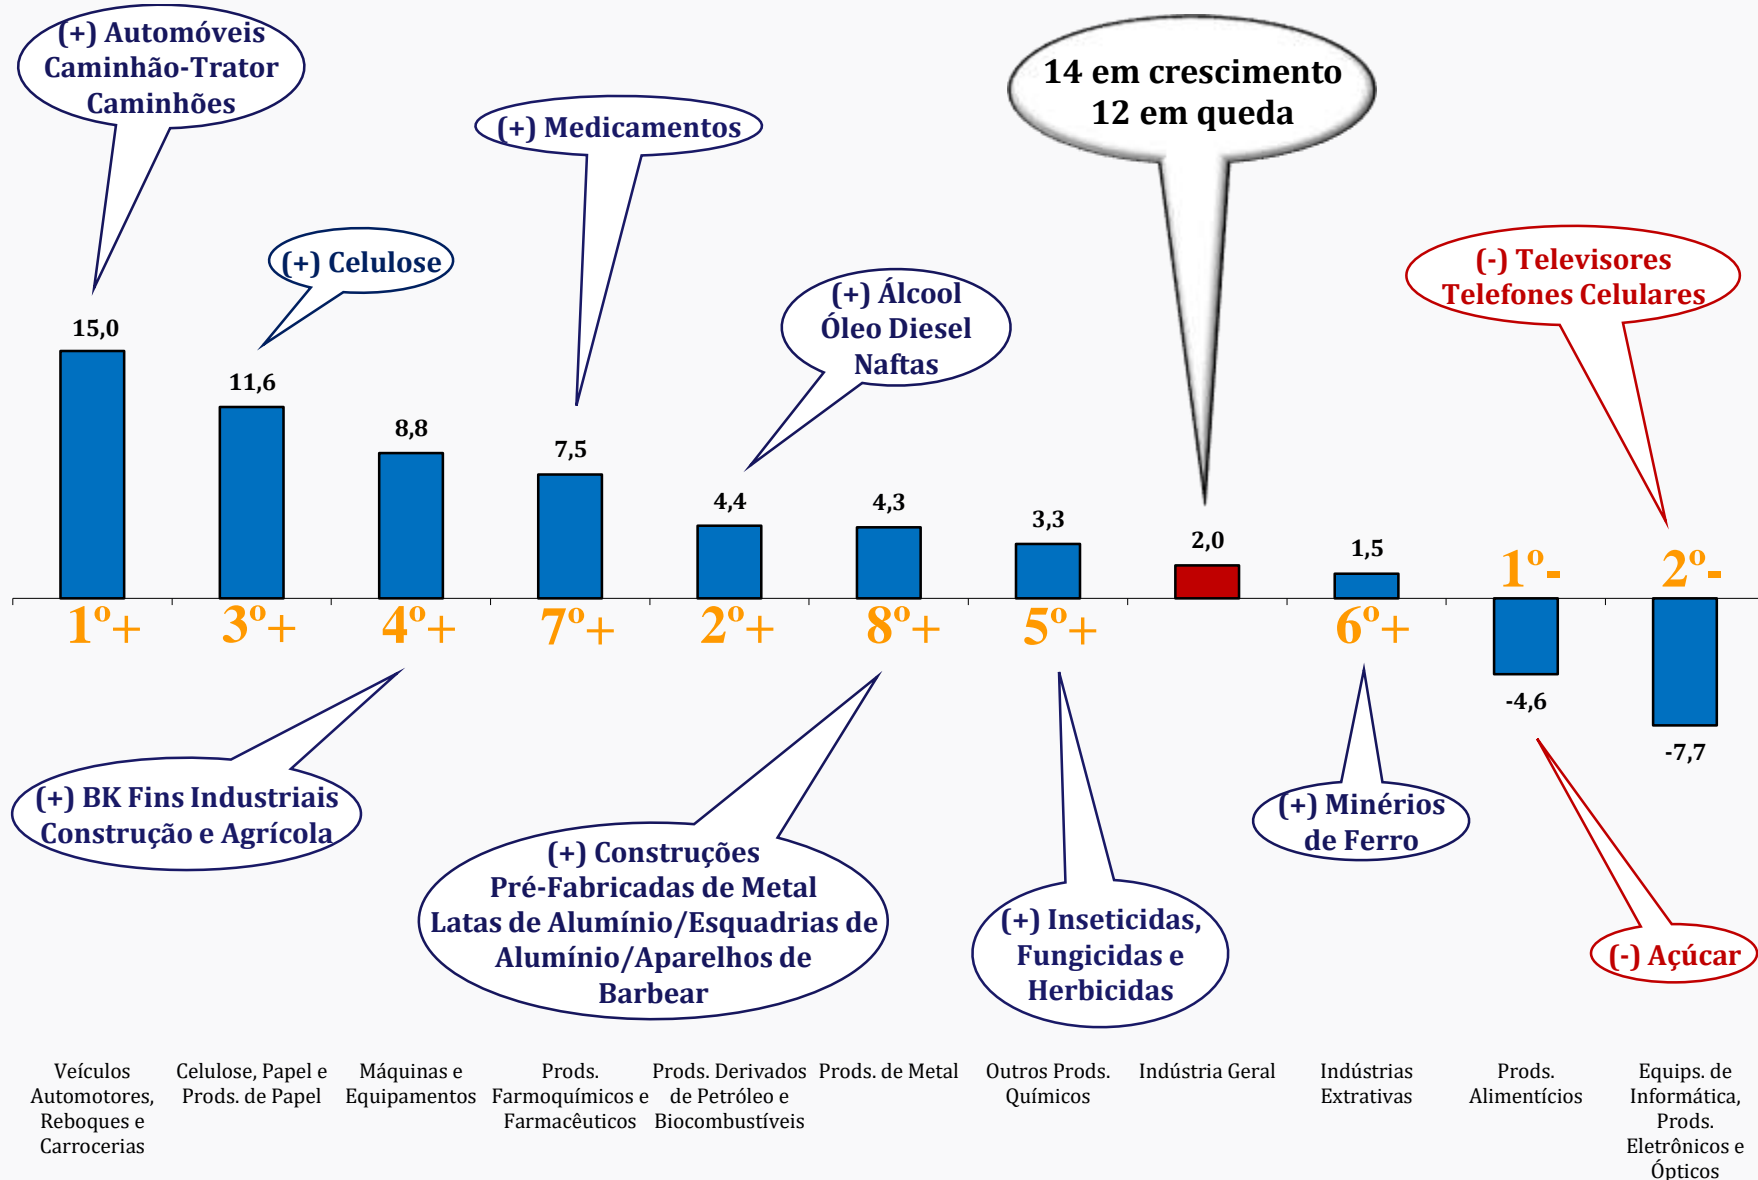 (+) Automóveis
Caminhão-Trator
Caminhões
(+) Medicamentos
14 em crescimento
12 em queda
(+) Celulose
(+) Álcool
Óleo Diesel
Naftas
(-) Televisores
Telefones Celulares
15,0
11,6
8,8
7,5
4,4
4,3
3,3
2,0
1,5
1º-
2º-
1º+
3º+
4º+
7º+
2º+
8º+
5º+
6º+
-4,6
-7,7
(+) BK Fins Industriais
Construção e Agrícola
(+) Construções
Pré-Fabricadas de Metal
Latas de Alumínio/Esquadrias de
Alumínio/Aparelhos de
Barbear
(+) Inseticidas,
Fungicidas e
Herbicidas
(+) Minérios
de Ferro
(-) Açúcar
Veículos
Automotores,
Reboques e
Carrocerias
Celulose, Papel e
Prods. de Papel
Máquinas e
Equipamentos
Prods.
Farmoquímicos e
Farmacêuticos
Prods. Derivados
de Petróleo e
Biocombustíveis
Prods. de Metal
Outros Prods.
Químicos
Indústria Geral
Indústrias
Extrativas
Prods.
Alimentícios
Equips. de
Informática,
Prods.
Eletrônicos e
Ópticos